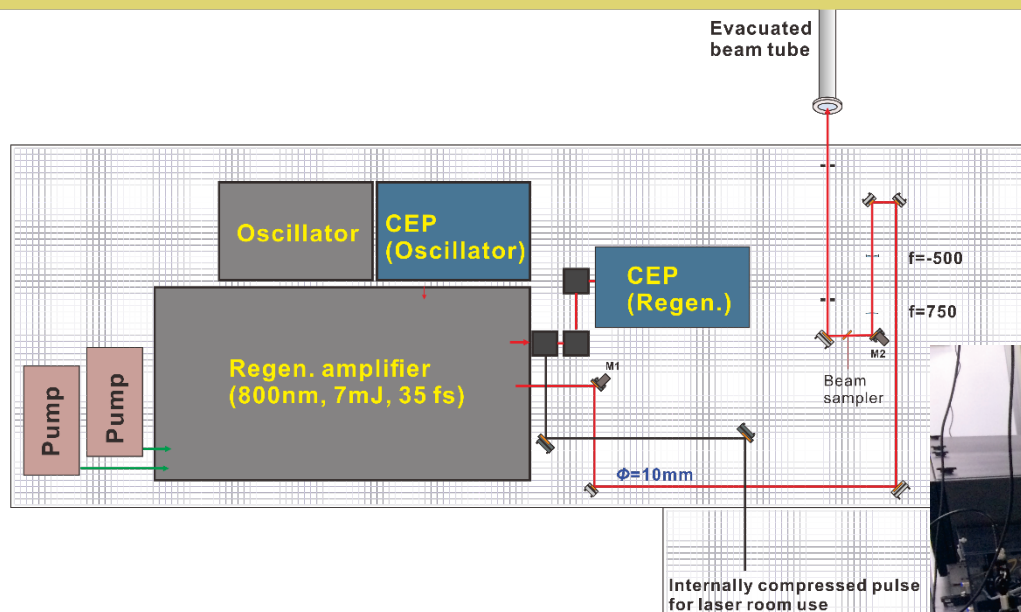 Evacuated
beam tube
Oscillator
CEP
(Oscillator)
CEP
(Regen.)
f=-500
f=750
Regen. amplifier
(800nm, 7mJ, 35 fs)
M1
M2
Beam
sampler
Pump
Pump
Φ=10mm
Internally compressed pulse
for laser room use